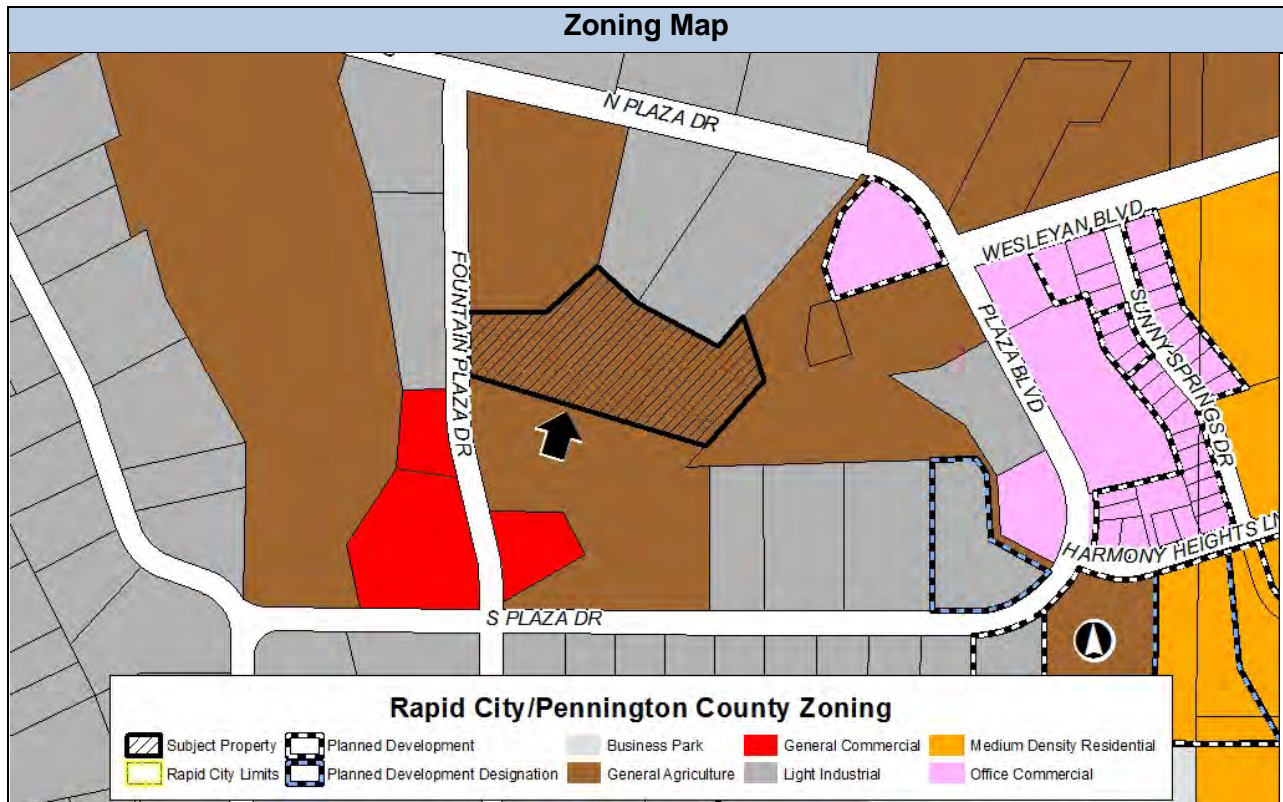 Zoning Map
N PLAZA DR
WESLEYAN BLVD
FOUNTAIN PLAZA DR
PLAZA BLVD
SUNNY SPRINGS DR
HARMONY HEIGHTS LN
S PLAZA DR
Rapid City/Pennington County Zoning
Subject Property
Planned Development
Business Park
General Commercial
Medium Density Residential
Rapid City Limits
Planned Development Designation
General Agriculture
Light Industrial
Office Commercial